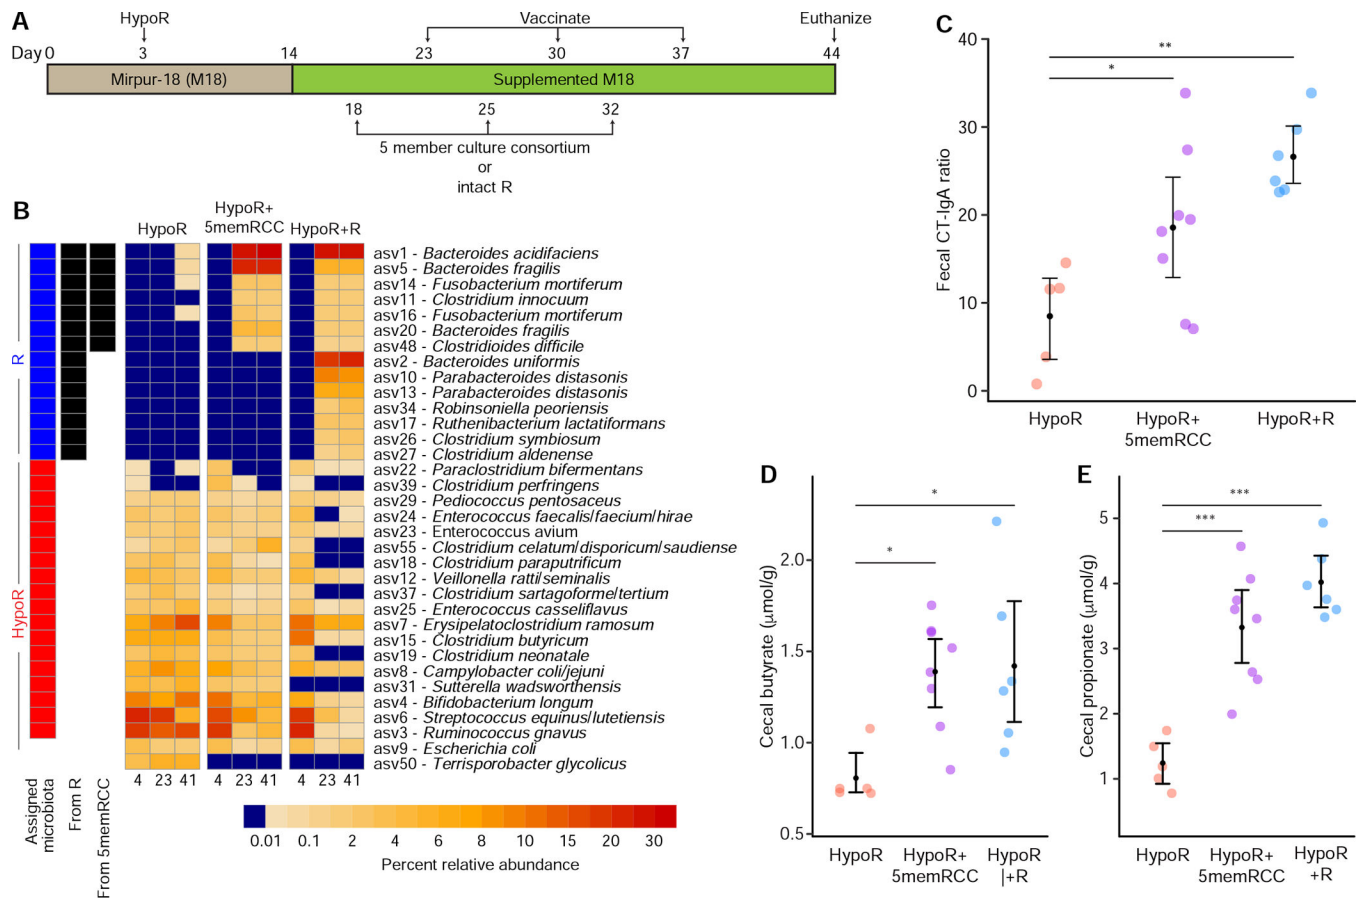 A
HypoR
Vaccinate
Euthanize
Day 0 3 14 23 30 37 44
Mirpur-18 (M18)
Supplemented M18
18 25 32
5 member culture consortium
or
intact R
B
HypoR
HypoR+
5memRCC
HypoR+R
R
HypoR
asv1 - Bacteroides acidifaciens
asv5 - Bacteroides fragilis
asv14 - Fusobacterium mortiferum
asv11 - Clostridium innocuum
asv16 - Fusobacterium mortiferum
asv20 - Bacteroides fragilis
asv48 - Clostridioides difficile
asv2 - Bacteroides uniformis
asv10 - Parabacteroides distasonis
asv13 - Parabacteroides distasonis
asv34 - Robinsoniella peoriensis
asv17 - Ruthenibacterium lactatiformans
asv26 - Clostridium symbiosum
asv27 - Clostridium aldenense
asv22 - Paraclostridium bifermentans
asv39 - Clostridium perfringens
asv29 - Pediococcus pentosaceus
asv24 - Enterococcus faecalis/faecium/hirae
asv23 - Enterococcus avium
asv55 - Clostridium celatum/disporicum/saudiense
asv18 - Clostridium paraputrificum
asv12 - Veillonella ratti/seminalis
asv37 - Clostridium sartagoforme/tertium
asv25 - Enterococcus casseliflavus
asv7 - Erysipelatoclostridium ramosum
asv15 - Clostridium butyricum
asv19 - Clostridium neonatale
asv8 - Campylobacter coli/jejuni
asv31 - Sutterella wadsworthensis
asv4 - Bifidobacterium longum
asv6 - Streptococcus equinus/lutetiensis
asv3 - Ruminococcus gnavus
asv9 - Escherichia coli
asv50 - Terrisporobacter glycolicus
4 23 41 4 23 41 4 23 41
Assigned
microbiota
From R
From 5memRCC
0.01 0.1 2 4 6 8 10 15 20 30
Percent relative abundance
C
Fecal CT-IgA ratio
40
30
20
10
0
**
*
HypoR
HypoR+
5memRCC
HypoR+R
D
Cecal butyrate (μmol/g)
2.0
1.5
1.0
0.5
*
*
HypoR
HypoR+
5memRCC
HypoR
|+R
E
Cecal propionate (μmol/g)
5
4
3
2
1
***
***
HypoR
HypoR+
5memRCC
HypoR
+R